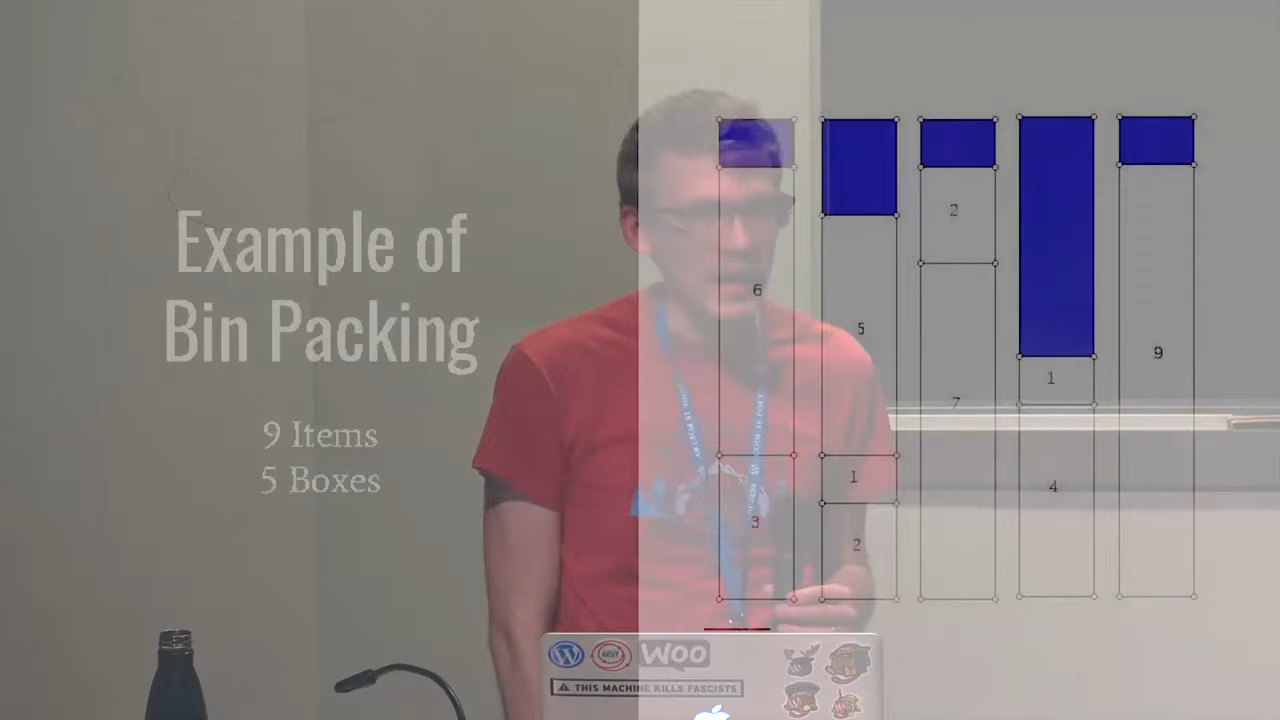 Example of
Bin Packing
9 Items
5 Boxes
6
3
5
1
2
2
7
1
4
9
WOO
THIS MACHINE KILLS FASCISTS